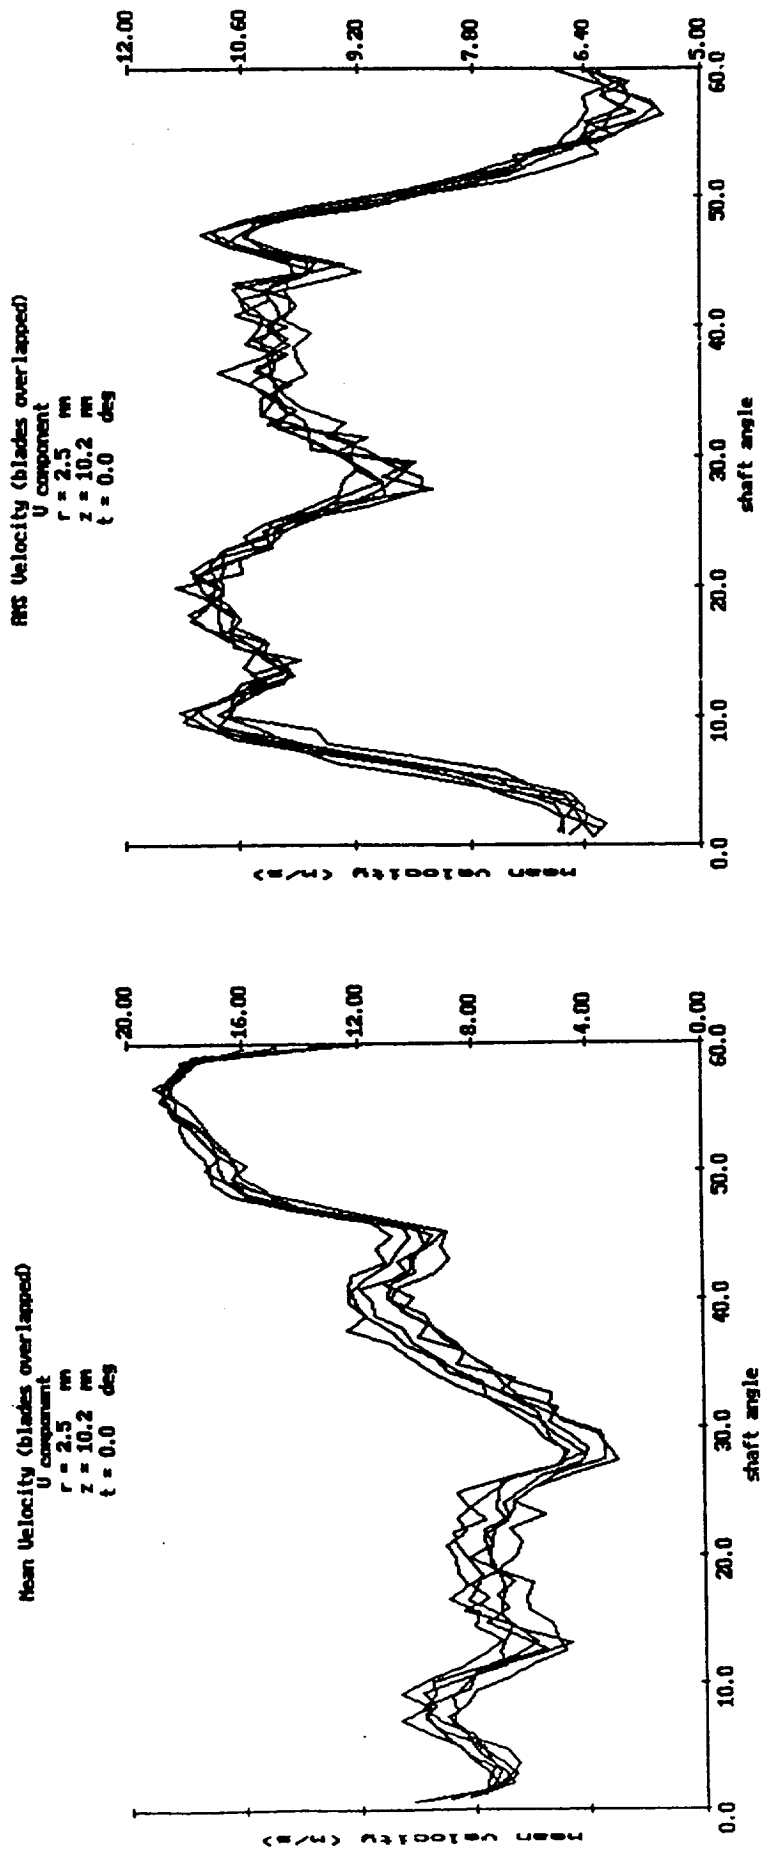 Mean Velocity (blades overlapped)
U component
r = 2.5 mm
z = 10.2 mm
t = 0.0 deg
20.00
16.00
12.00
8.00
4.00
0.00
mean velocity (m/s)
0.0 10.0 20.0 30.0 40.0 50.0 60.0
shaft angle
RMS Velocity (blades overlapped)
U component
r = 2.5 mm
z = 10.2 mm
t = 0.0 deg
12.00
10.60
9.20
7.80
6.40
5.00
mean velocity (m/s)
0.0 10.0 20.0 30.0 40.0 50.0 60.0
shaft angle